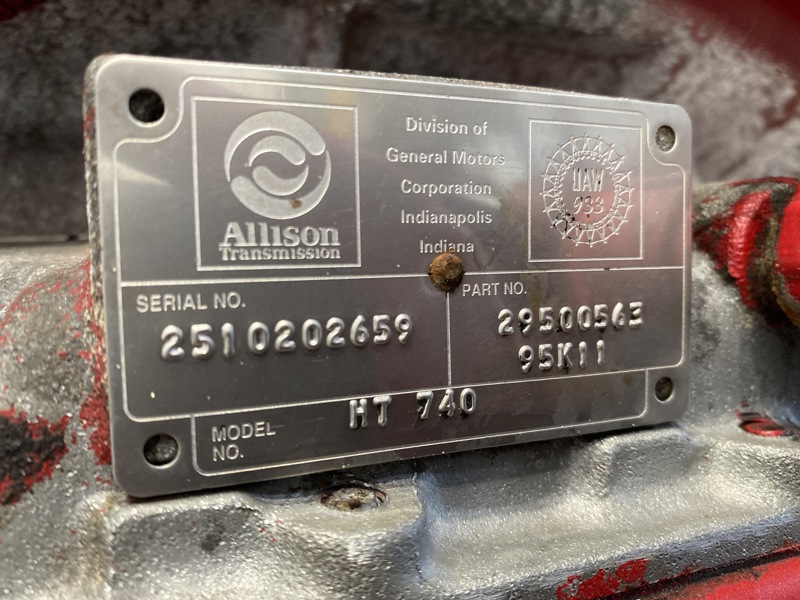 Allison
Transmission
Division of
General Motors
Corporation
Indianapolis
Indiana
UAW
933
SERIAL NO.
2510202659
PART NO.
29500563
95K11
MODEL
NO.
HT 740